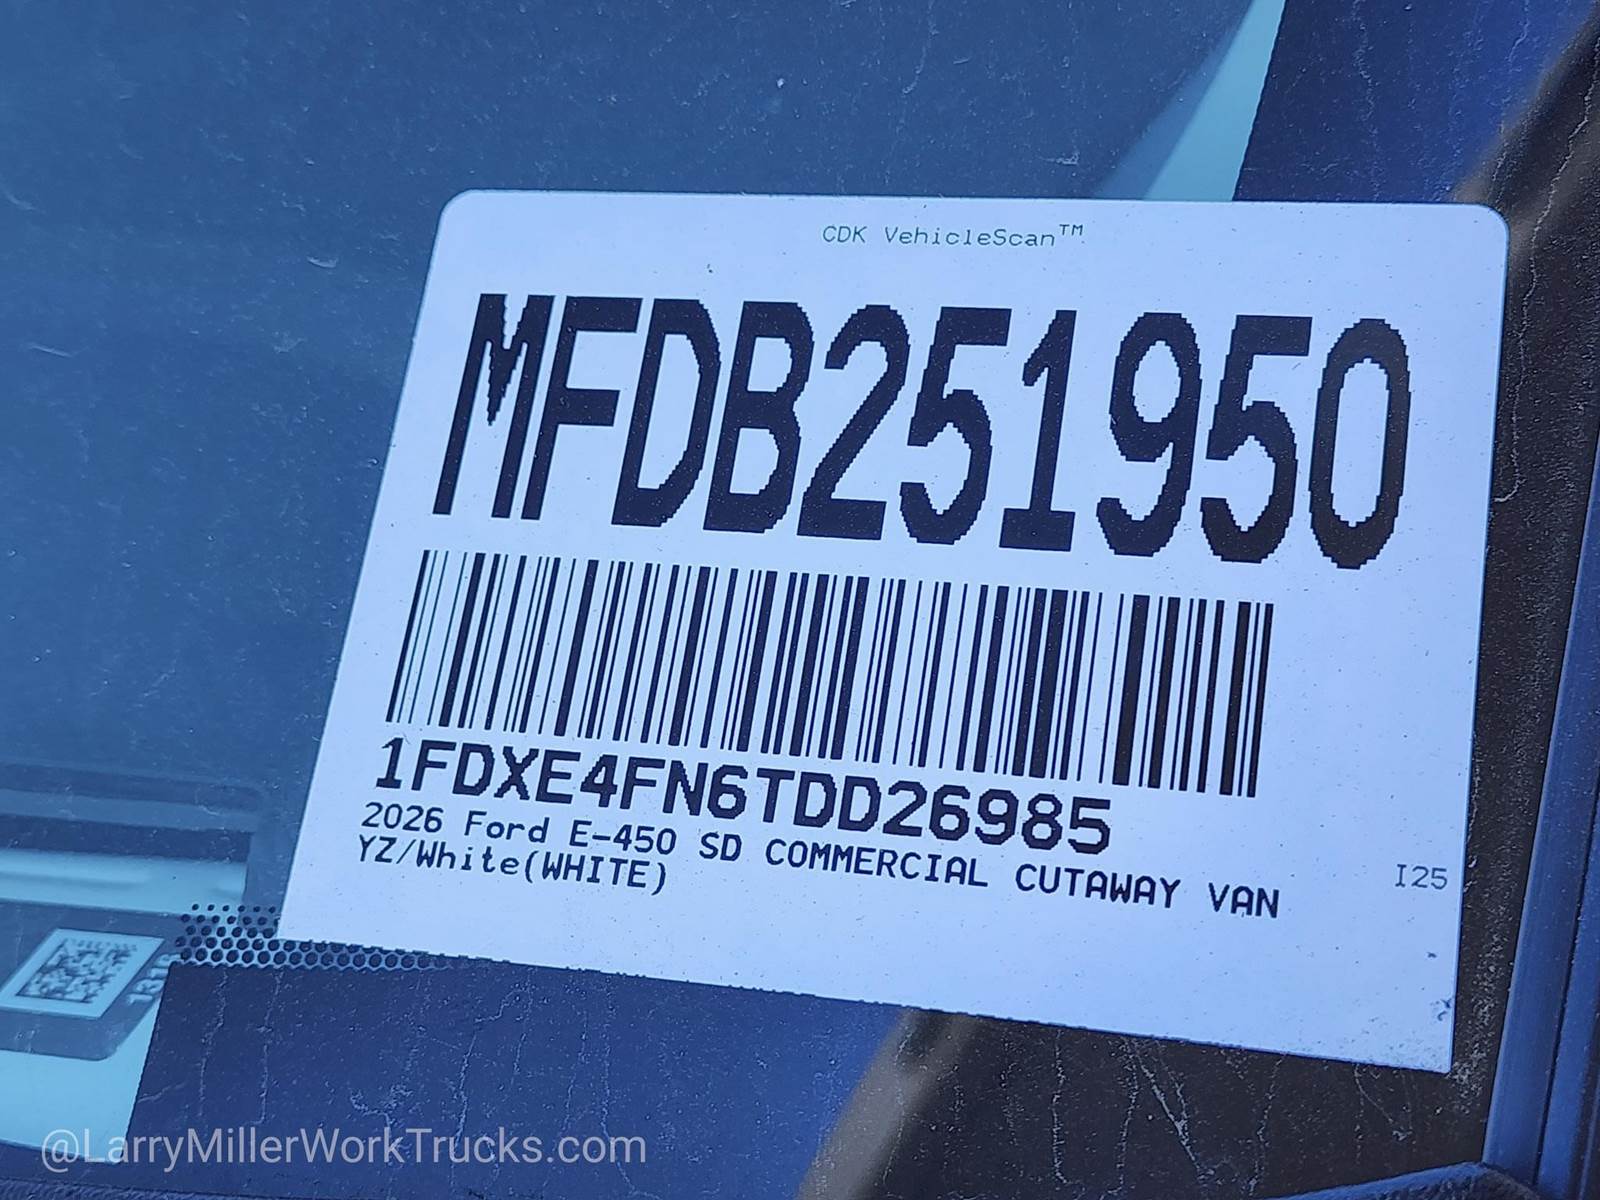 CDK VehicleScan™
MFDB251950
1FDXE4FN6TDD26985
2026 Ford E-450 SD COMMERCIAL CUTAWAY VAN
YZ/White(WHITE)
I25
@LarryMillerWorkTrucks.com